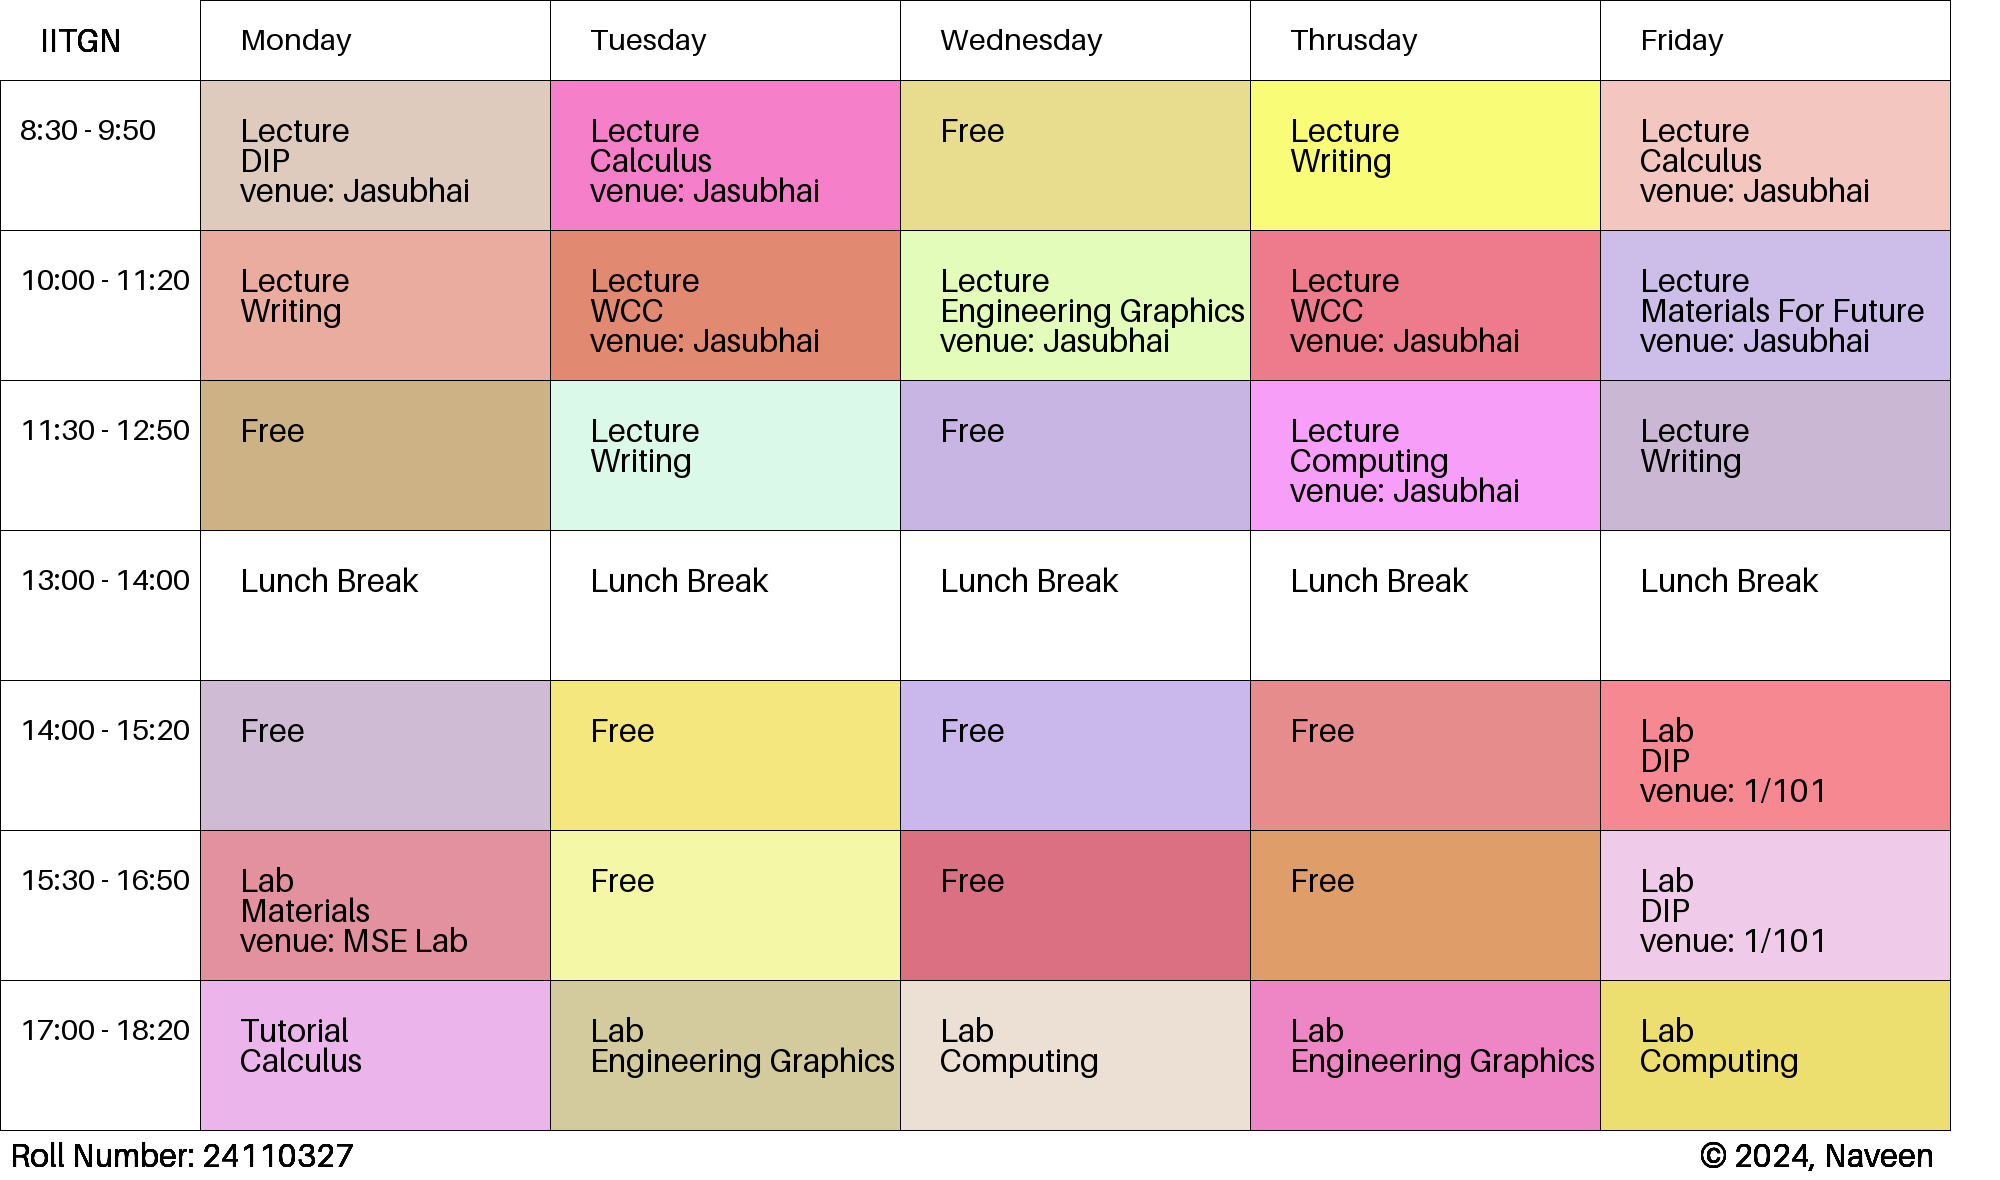 IITGN
Monday
Tuesday
Wednesday
Thrusday
Friday
8:30 - 9:50
Lecture
DIP
venue: Jasubhai
Lecture
Calculus
venue: Jasubhai
Free
Lecture
Writing
Lecture
Calculus
venue: Jasubhai
10:00 - 11:20
Lecture
Writing
Lecture
WCC
venue: Jasubhai
Lecture
Engineering Graphics
venue: Jasubhai
Lecture
WCC
venue: Jasubhai
Lecture
Materials For Future
venue: Jasubhai
11:30 - 12:50
Free
Lecture
Writing
Free
Lecture
Computing
venue: Jasubhai
Lecture
Writing
13:00 - 14:00
Lunch Break
Lunch Break
Lunch Break
Lunch Break
Lunch Break
14:00 - 15:20
Free
Free
Free
Free
Lab
DIP
venue: 1/101
15:30 - 16:50
Lab
Materials
venue: MSE Lab
Free
Free
Free
Lab
DIP
venue: 1/101
17:00 - 18:20
Tutorial
Calculus
Lab
Engineering Graphics
Lab
Computing
Lab
Engineering Graphics
Lab
Computing
Roll Number: 24110327
© 2024, Naveen